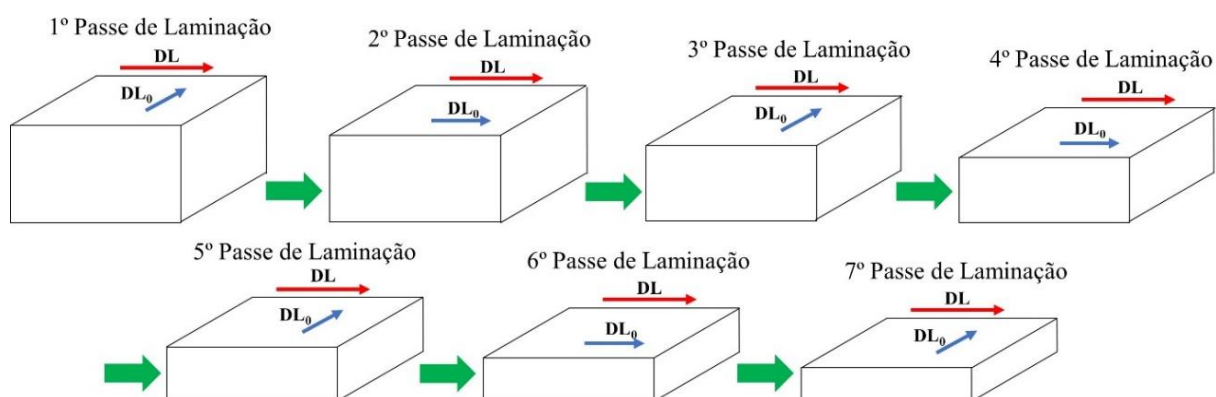 1º Passe de Laminação
DL
DL₀
2º Passe de Laminação
DL
DL₀
3º Passe de Laminação
DL
DL₀
4º Passe de Laminação
DL
DL₀
5º Passe de Laminação
DL
DL₀
6º Passe de Laminação
DL
DL₀
7º Passe de Laminação
DL
DL₀